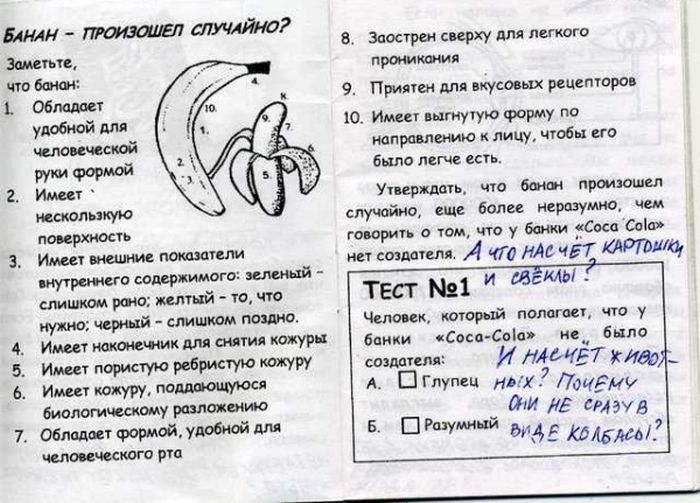 БАНАН – ПРОИЗОШЕЛ СЛУЧАЙНО?
Заметьте,
что банан:
1. Обладает
удобной для
человеческой
руки формой
2. Имеет
нескользкую
поверхность
3. Имеет внешние показатели
внутреннего содержимого: зеленый –
слишком рано; желтый – то, что
нужно; черный – слишком поздно.
4. Имеет наконечник для снятия кожуры
5. Имеет пористую ребристую кожуру
6. Имеет кожуру, поддающуюся
биологическому разложению
7. Обладает формой, удобной для
человеческого рта
4.
10.
1.
3.
2.
8.
9.
7.
6.
5.
8. Заострен сверху для легкого
проникания
9. Приятен для вкусовых рецепторов
10. Имеет выгнутую форму по
направлению к лицу, чтобы его
было легче есть.
Утверждать, что банан произошел
случайно, еще более неразумно, чем
говорить о том, что у банки «Coca Cola»
нет создателя. А ЧТО НАСЧЁТ КАРТОШКИ
И СВЁКЛЫ?
ТЕСТ №1
Человек, который полагает, что у
банки «Coca-Cola» не было
создателя: И НАСЧЁТ ЖИВОТ-
А. Глупец НЫХ? ПОЧЕМУ
ОНИ НЕ СРАЗУ В
Б. Разумный ВИДЕ КОЛБАСЫ?